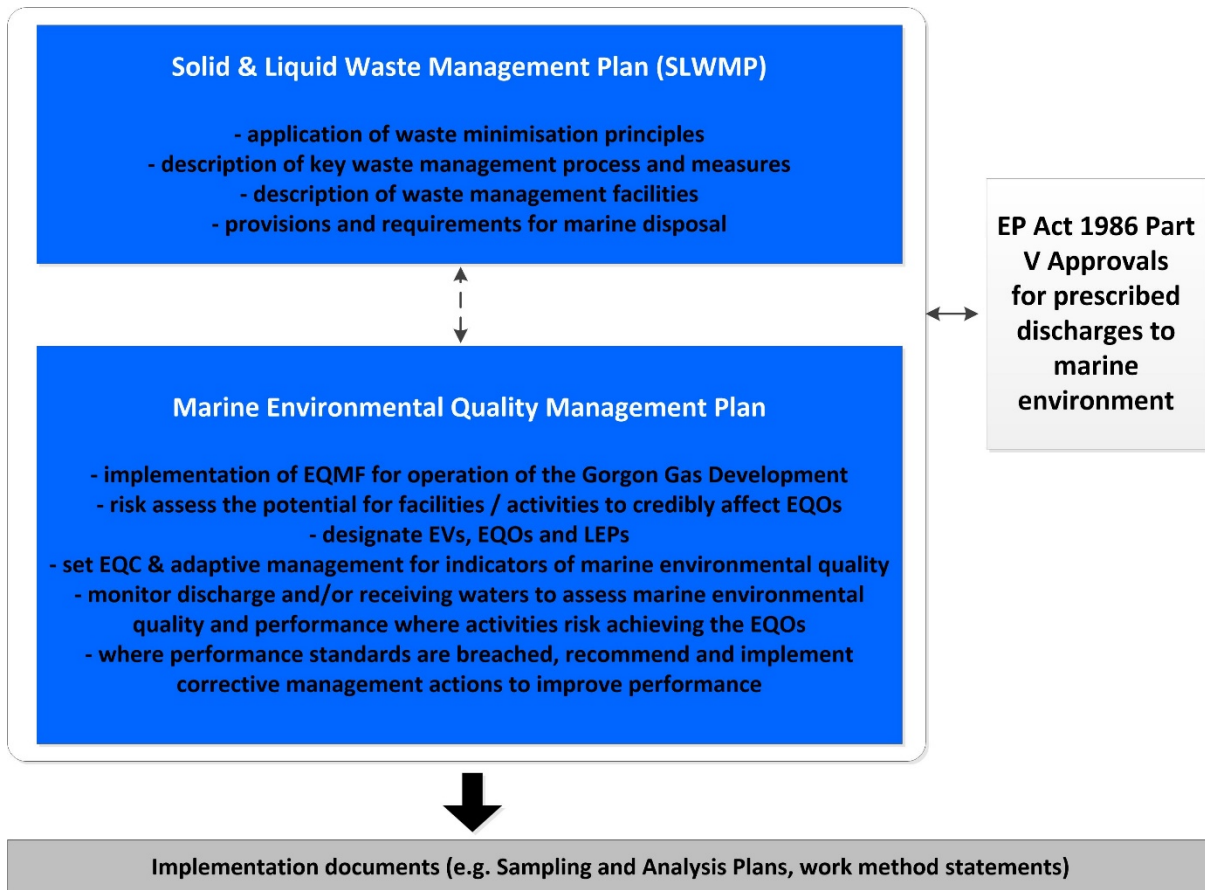 Solid & Liquid Waste Management Plan (SLWMP)
- application of waste minimisation principles
- description of key waste management process and measures
- description of waste management facilities
- provisions and requirements for marine disposal
EP Act 1986 Part
V Approvals
for prescribed
discharges to
marine
environment
Marine Environmental Quality Management Plan
- implementation of EQMF for operation of the Gorgon Gas Development
- risk assess the potential for facilities / activities to credibly affect EQOs
- designate EVs, EQOs and LEPs
- set EQC & adaptive management for indicators of marine environmental quality
- monitor discharge and/or receiving waters to assess marine environmental
quality and performance where activities risk achieving the EQOs
- where performance standards are breached, recommend and implement
corrective management actions to improve performance
Implementation documents (e.g. Sampling and Analysis Plans, work method statements)